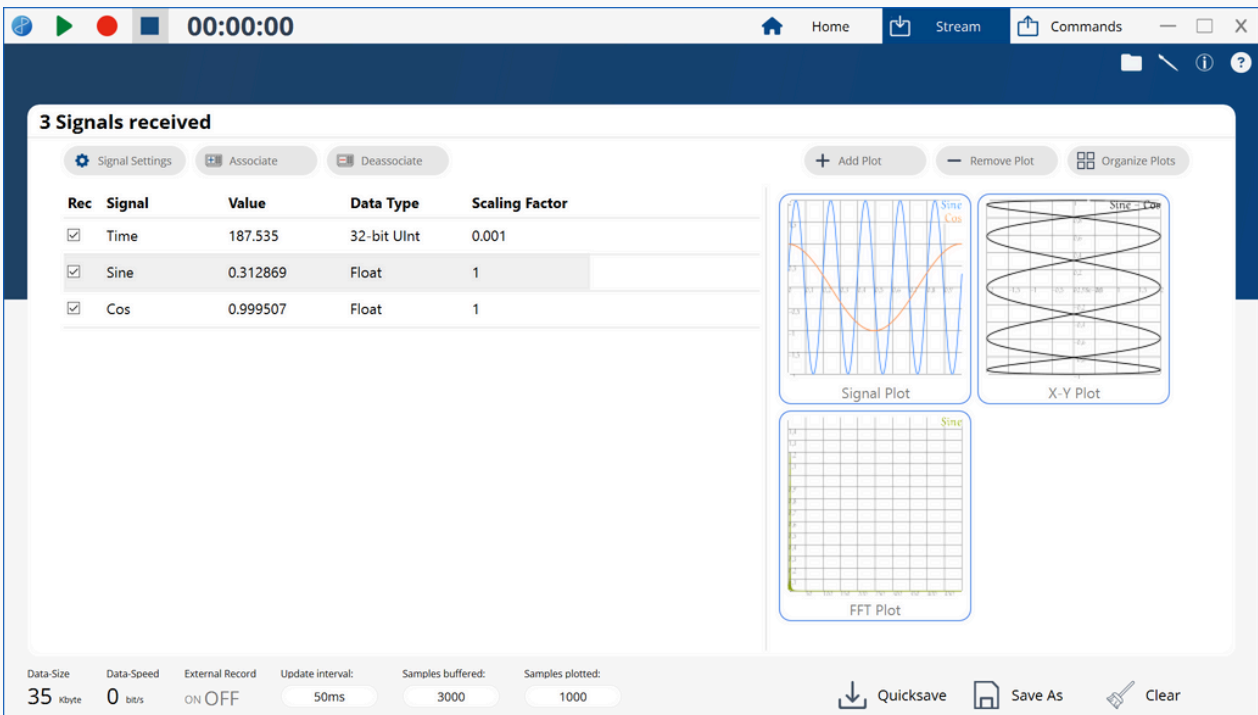 00:00:00 Home Stream Commands
3 Signals received
Signal Settings Associate Deassociate Add Plot Remove Plot Organize Plots
Rec Signal Value Data Type Scaling Factor
Time 187.535 32-bit UInt 0.001
Sine 0.312869 Float 1
Cos 0.999507 Float 1
Sine
Cos
Signal Plot
Sine - Cos
X-Y Plot
Sine
FFT Plot
Data-Size Data-Speed External Record Update interval: Samples buffered: Samples plotted:
35 Kbyte 0 bit/s ON OFF 50ms 3000 1000 Quicksave Save As Clear